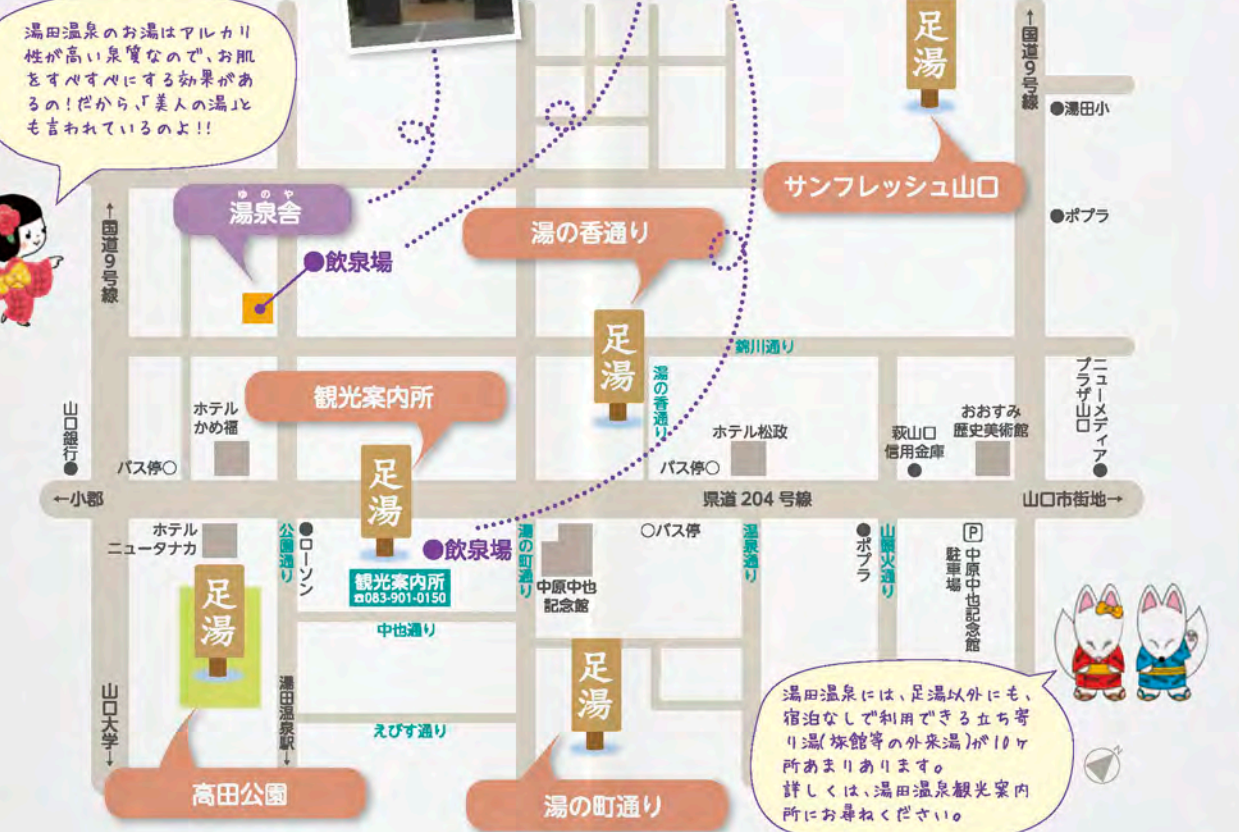 湯田温泉のお湯はアルカリ
性が高い泉質なので、お肌
をすべすべにする効果があ
るの!だから、「美人の湯」と
も言われているのよ!!
足湯
↑国道9号線
●湯田小
サンフレッシュ山口
●ポプラ
ゆのや
湯泉舎
●飲泉場
↑国道9号線
湯の香通り
足湯
錦川通り
湯の香通り
観光案内所
足湯
山口銀行●
ホテル
かめ福
バス停○
ホテル松政
バス停○
萩山口
信用金庫
●
おおすみ
歴史美術館
ニューメディア●
プラザ山口
←小郡
県道204号線
山口市街地→
ホテル
ニュータナカ
公園通り
●ローソン
●飲泉場
観光案内所
☎083-901-0150
湯の町通り
中原中也
記念館
○バス停
温泉通り
●ポプラ
山頭火通り
P
中原中也記念館
駐車場
足湯
中也通り
足湯
山口大学→
湯田温泉駅→
えびす通り
高田公園
湯の町通り
湯田温泉には、足湯以外にも、
宿泊なしで利用できる立ち寄
り湯(旅館等の外来湯)が10ヶ
所あまりあります。
詳しくは、湯田温泉観光案内
所にお尋ねください。
N